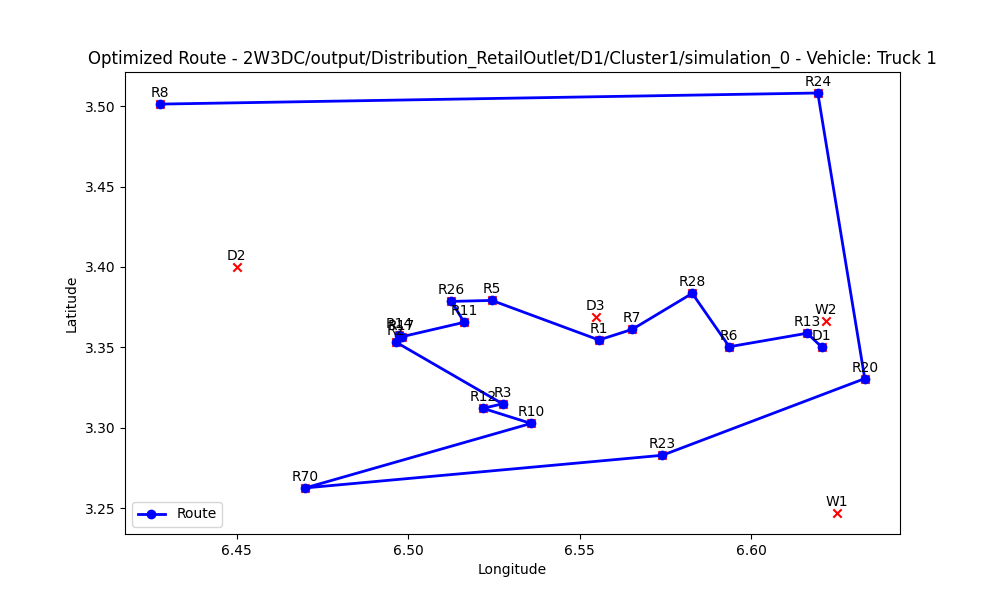 Optimized Route - 2W3DC/output/Distribution_RetailOutlet/D1/Cluster1/simulation_0 - Vehicle: Truck 1
R8
R24
3.50
3.45
D2
3.40
R26
R5
R28
D3
W2
R11
R1
R7
R13
R14
R17
R6
D1
3.35
R20
R12
R3
R10
3.30
R23
R70
3.25
W1
Route
6.45
6.50
6.55
6.60
Longitude
Latitude